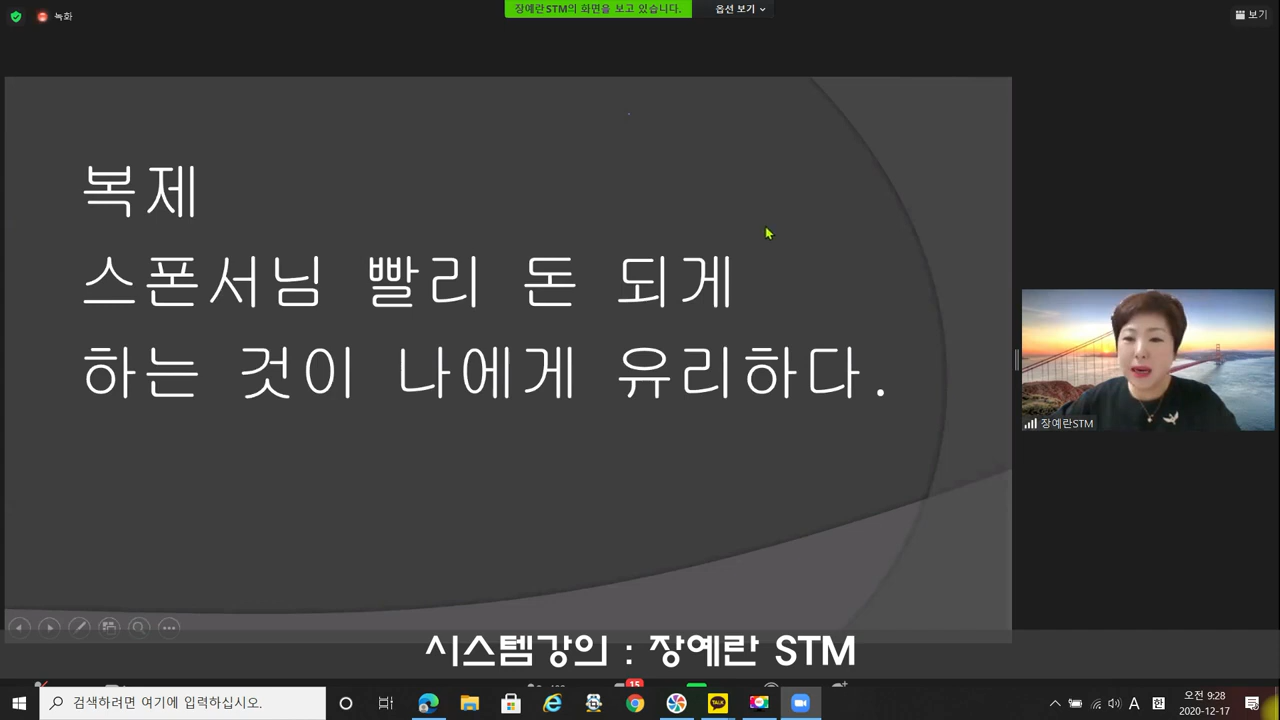 녹화
장예란STM의 화면을 보고 있습니다.
옵션 보기
보기
복제
스폰서님 빨리 돈 되게
하는 것이 나에게 유리하다.
장예란STM
시스템강의 : 장예란 STM
15
검색하려면 여기에 입력하십시오.
TALK
A
한
오전 9:28
2020-12-17